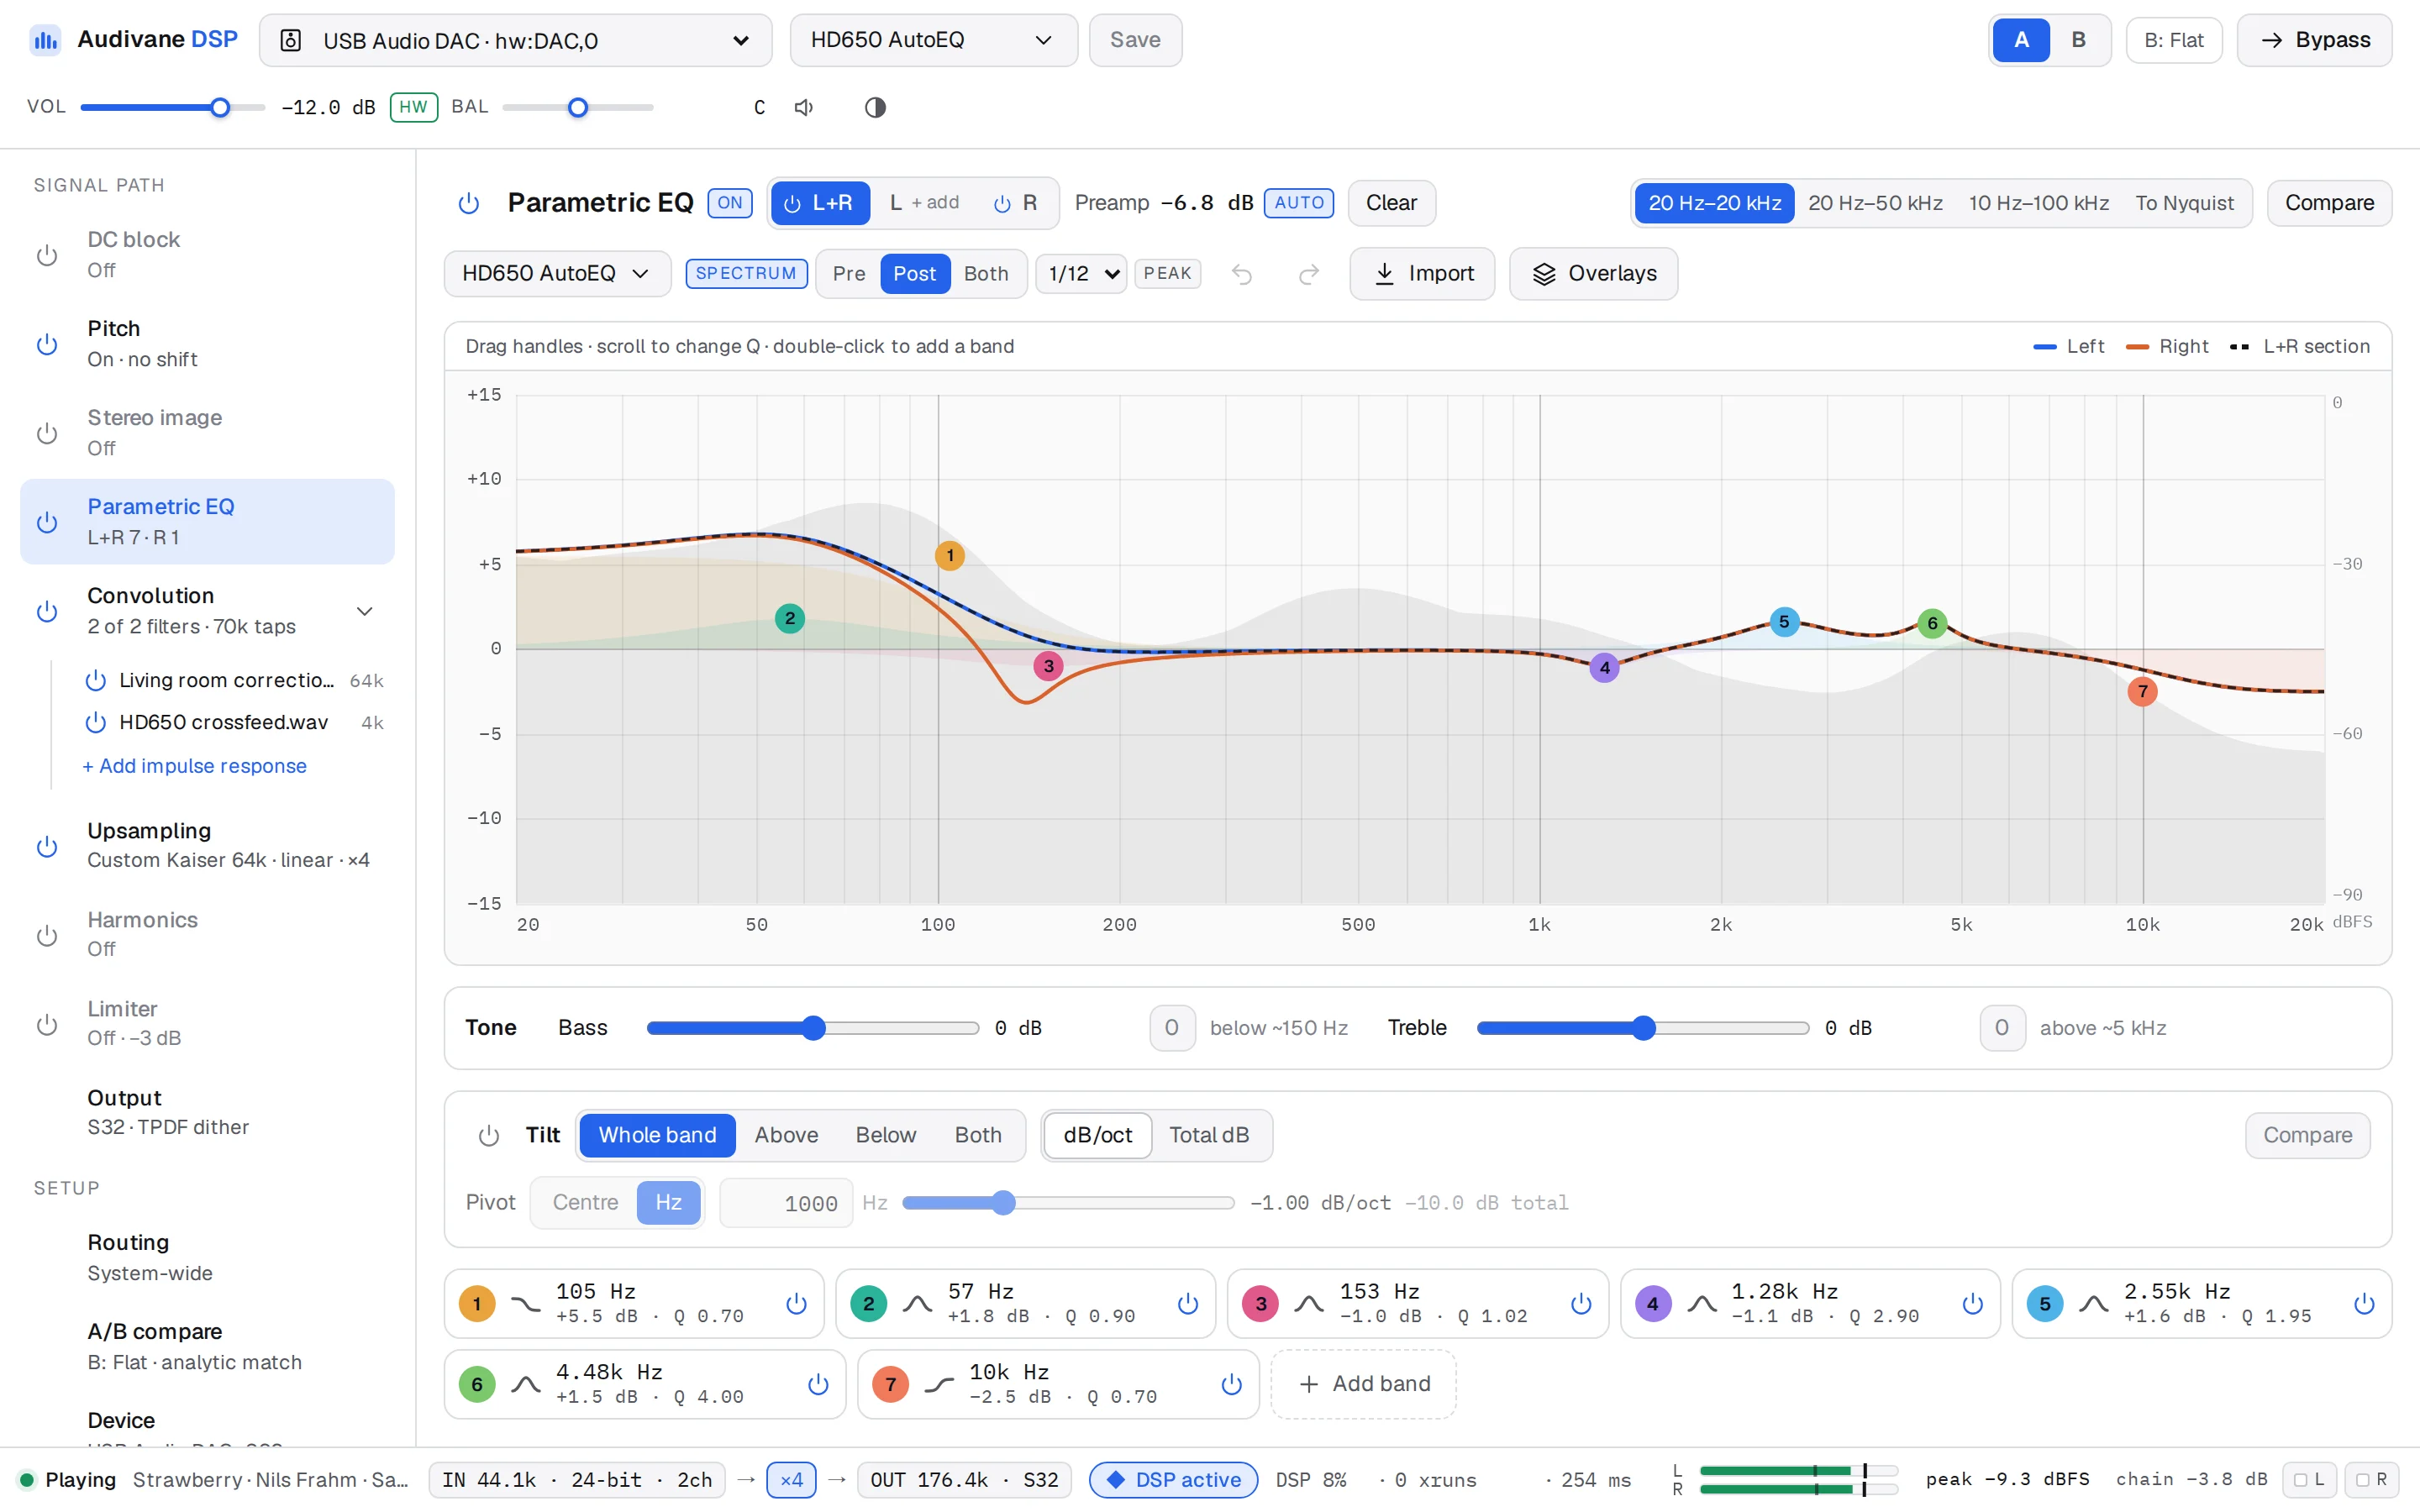 Audivane DSP
USB Audio DAC · hw:DAC,0
HD650 AutoEQ
Save
A B
B: Flat
Bypass
VOL −12.0 dB HW BAL C
SIGNAL PATH
DC block
Off
Pitch
On · no shift
Stereo image
Off
Parametric EQ
L+R 7 · R 1
Convolution
2 of 2 filters · 70k taps
Living room correctio... 64k
HD650 crossfeed.wav 4k
+ Add impulse response
Upsampling
Custom Kaiser 64k · linear · ×4
Harmonics
Off
Limiter
Off · −3 dB
Output
S32 · TPDF dither
SETUP
Routing
System-wide
A/B compare
B: Flat · analytic match
Device
Parametric EQ ON L+R L + add R Preamp −6.8 dB AUTO Clear
20 Hz–20 kHz 20 Hz–50 kHz 10 Hz–100 kHz To Nyquist Compare
HD650 AutoEQ SPECTRUM Pre Post Both 1/12 PEAK Import Overlays
Drag handles · scroll to change Q · double-click to add a band
Left Right L+R section
+15 0
+10
+5 −30
0
−5 −60
−10
−15 −90
1
2
3
4
5
6
7
20 50 100 200 500 1k 2k 5k 10k 20k dBFS
Tone Bass 0 dB 0 below ~150 Hz Treble 0 dB 0 above ~5 kHz
Tilt Whole band Above Below Both dB/oct Total dB Compare
Pivot Centre Hz 1000 Hz −1.00 dB/oct −10.0 dB total
1 105 Hz
+5.5 dB · Q 0.70
2 57 Hz
+1.8 dB · Q 0.90
3 153 Hz
−1.0 dB · Q 1.02
4 1.28k Hz
−1.1 dB · Q 2.90
5 2.55k Hz
+1.6 dB · Q 1.95
6 4.48k Hz
+1.5 dB · Q 4.00
7 10k Hz
−2.5 dB · Q 0.70
+ Add band
Playing Strawberry · Nils Frahm · Sa... IN 44.1k · 24-bit · 2ch → ×4 → OUT 176.4k · S32 DSP active DSP 8% · 0 xruns · 254 ms L R peak −9.3 dBFS chain −3.8 dB L R